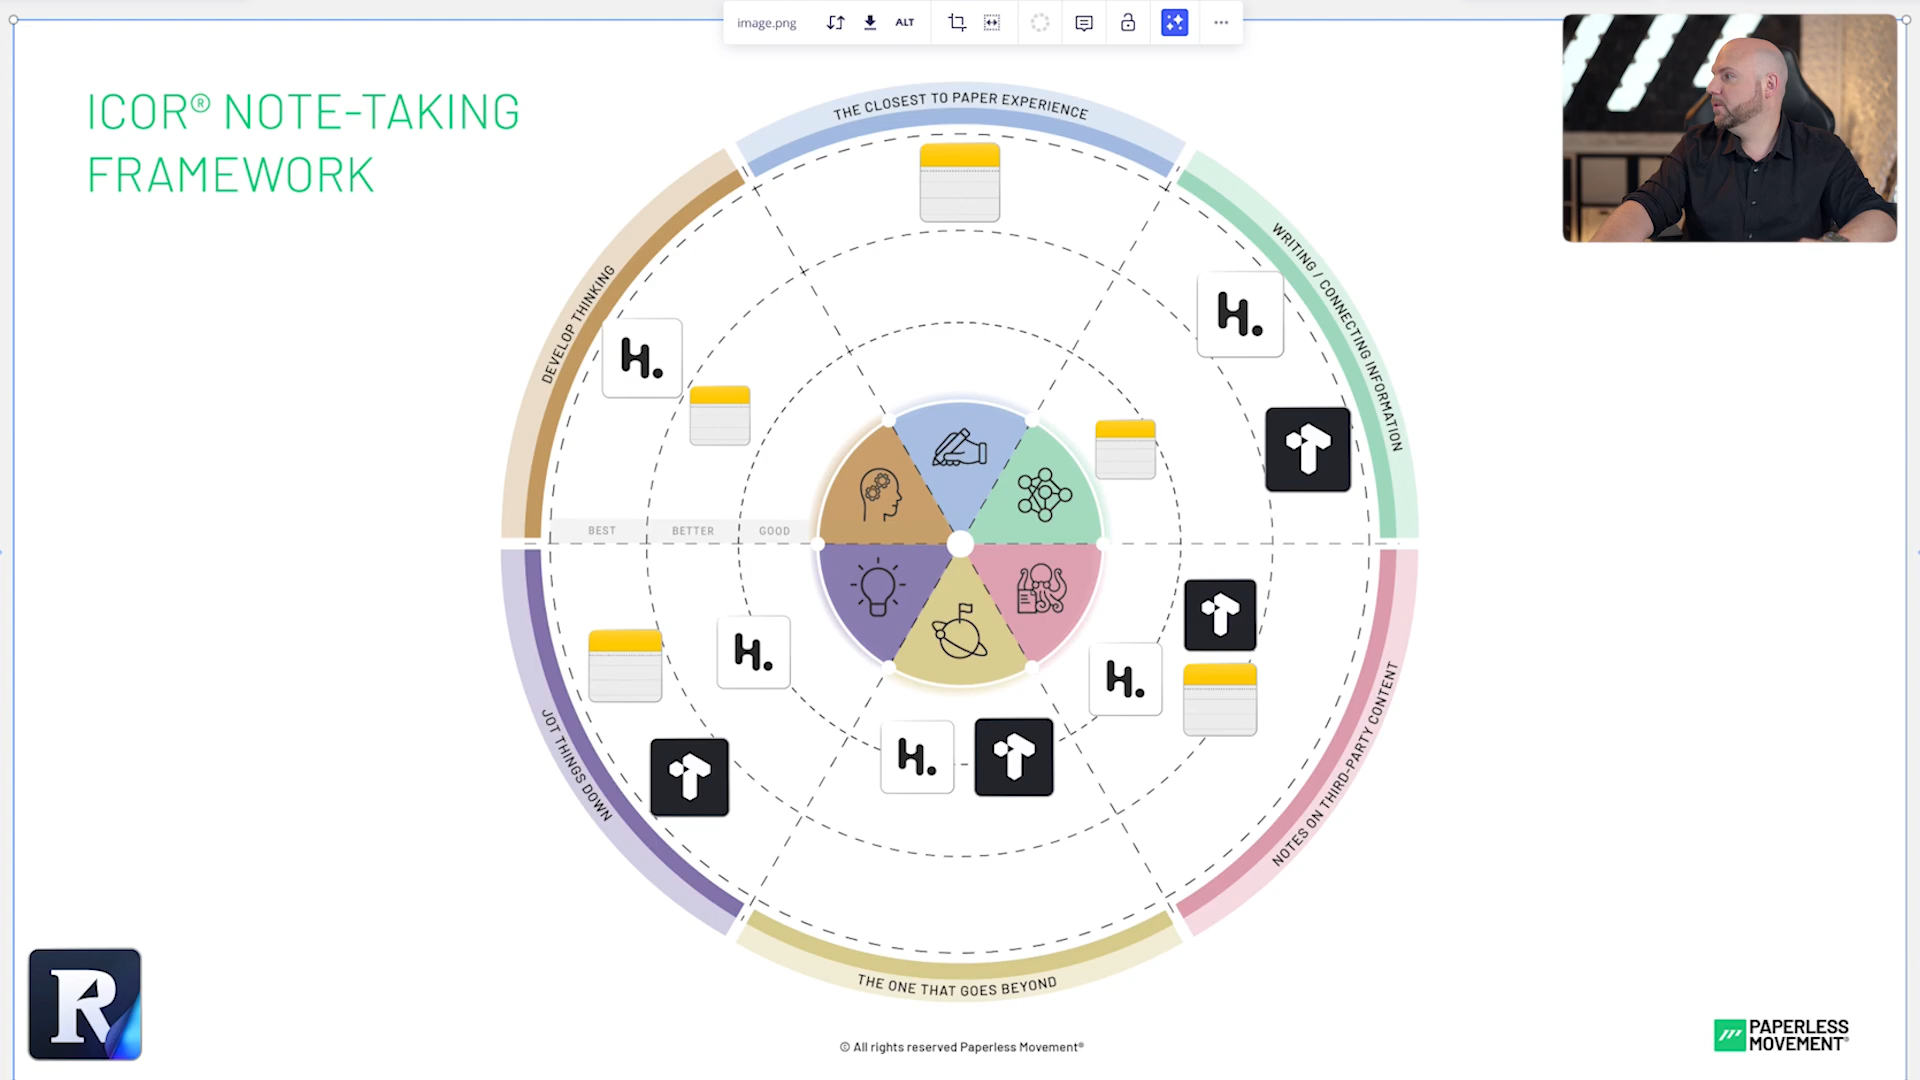 image.png
ALT
ICOR® NOTE-TAKING
FRAMEWORK
THE CLOSEST TO PAPER EXPERIENCE
WRITING / CONNECTING INFORMATION
DEVELOP THINKING
H.
H.
BEST
BETTER
GOOD
H.
H.
H.
JOT THINGS DOWN
NOTES ON THIRD-PARTY CONTENT
THE ONE THAT GOES BEYOND
R
© All rights reserved Paperless Movement®
PAPERLESS
MOVEMENT®